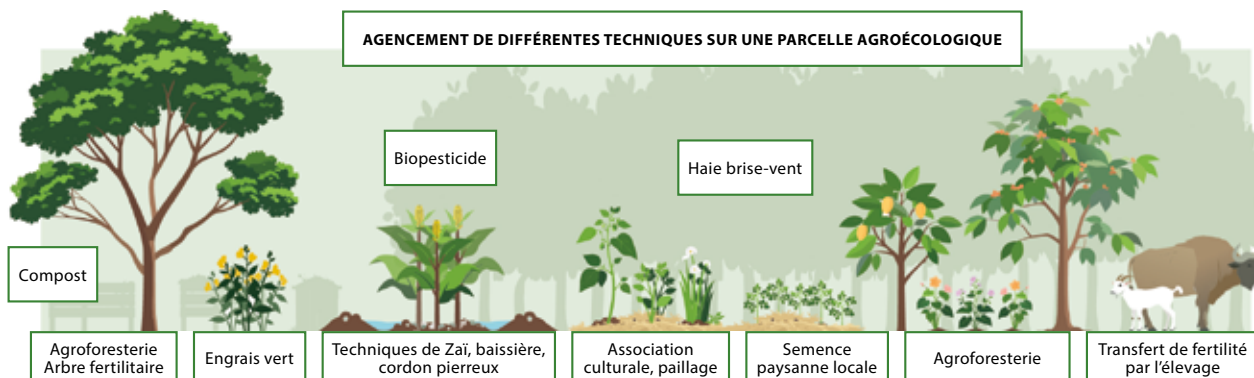 AGENCEMENT DE DIFFÉRENTES TECHNIQUES SUR UNE PARCELLE AGROÉCOLOGIQUE
Biopesticide
Haie brise-vent
Compost
Agroforesterie
Arbre fertilitaire
Engrais vert
Techniques de Zaï, baissière,
cordon pierreux
Association
culturale, paillage
Semence
paysanne locale
Agroforesterie
Transfert de fertilité
par l'élevage